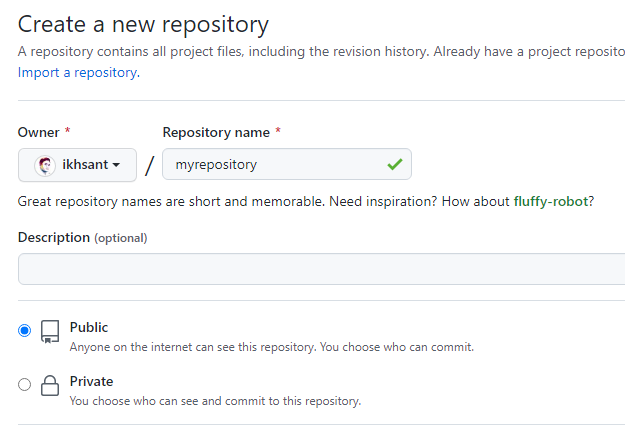 Create a new repository
A repository contains all project files, including the revision history. Already have a project reposito
Import a repository.
Owner * Repository name *
ikhsant / myrepository
Great repository names are short and memorable. Need inspiration? How about fluffy-robot?
Description (optional)
Public
Anyone on the internet can see this repository. You choose who can commit.
Private
You choose who can see and commit to this repository.